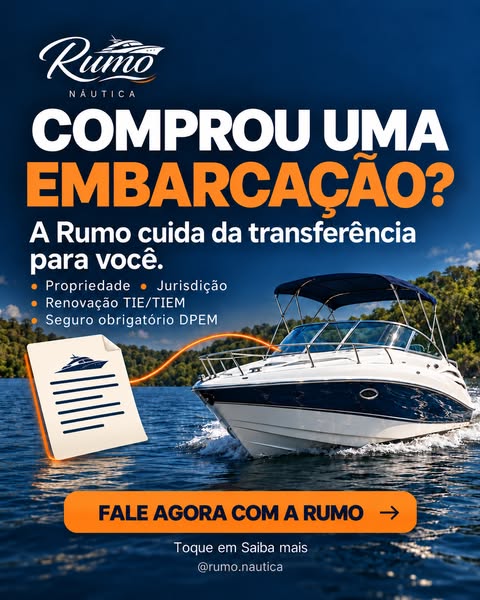 Rumo
NÁUTICA
COMPROU UMA
EMBARCAÇÃO?
A Rumo cuida da transferência
para você.
• Propriedade • Jurisdição
• Renovação TIE/TIEM
• Seguro obrigatório DPEM
FALE AGORA COM A RUMO →
Toque em Saiba mais
@rumo.nautica